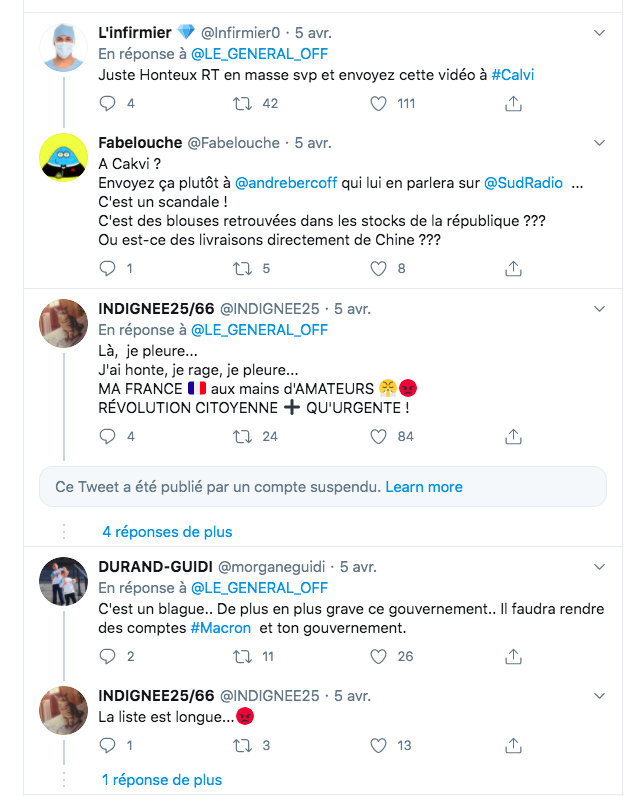 L'infirmier 💎 @Infirmier0 · 5 avr.
En réponse à @LE_GENERAL_OFF
Juste Honteux RT en masse svp et envoyez cette vidéo à #Calvi
4 42 111
Fabelouche @Fabelouche · 5 avr.
A Cakvi ?
Envoyez ça plutôt à @andrebercoff qui lui en parlera sur @SudRadio ...
C'est un scandale !
C'est des blouses retrouvées dans les stocks de la république ???
Ou est-ce des livraisons directement de Chine ???
1 5 8
INDIGNEE25/66 @INDIGNEE25 · 5 avr.
En réponse à @LE_GENERAL_OFF
Là, je pleure...
J'ai honte, je rage, je pleure...
MA FRANCE 🇫🇷 aux mains d'AMATEURS 😤😡
RÉVOLUTION CITOYENNE ➕ QU'URGENTE !
4 24 84
Ce Tweet a été publié par un compte suspendu. Learn more
4 réponses de plus
DURAND-GUIDI @morganeguidi · 5 avr.
En réponse à @LE_GENERAL_OFF
C'est un blague.. De plus en plus grave ce gouvernement.. Il faudra rendre
des comptes #Macron et ton gouvernement.
2 11 26
INDIGNEE25/66 @INDIGNEE25 · 5 avr.
La liste est longue...😡
1 3 13
1 réponse de plus